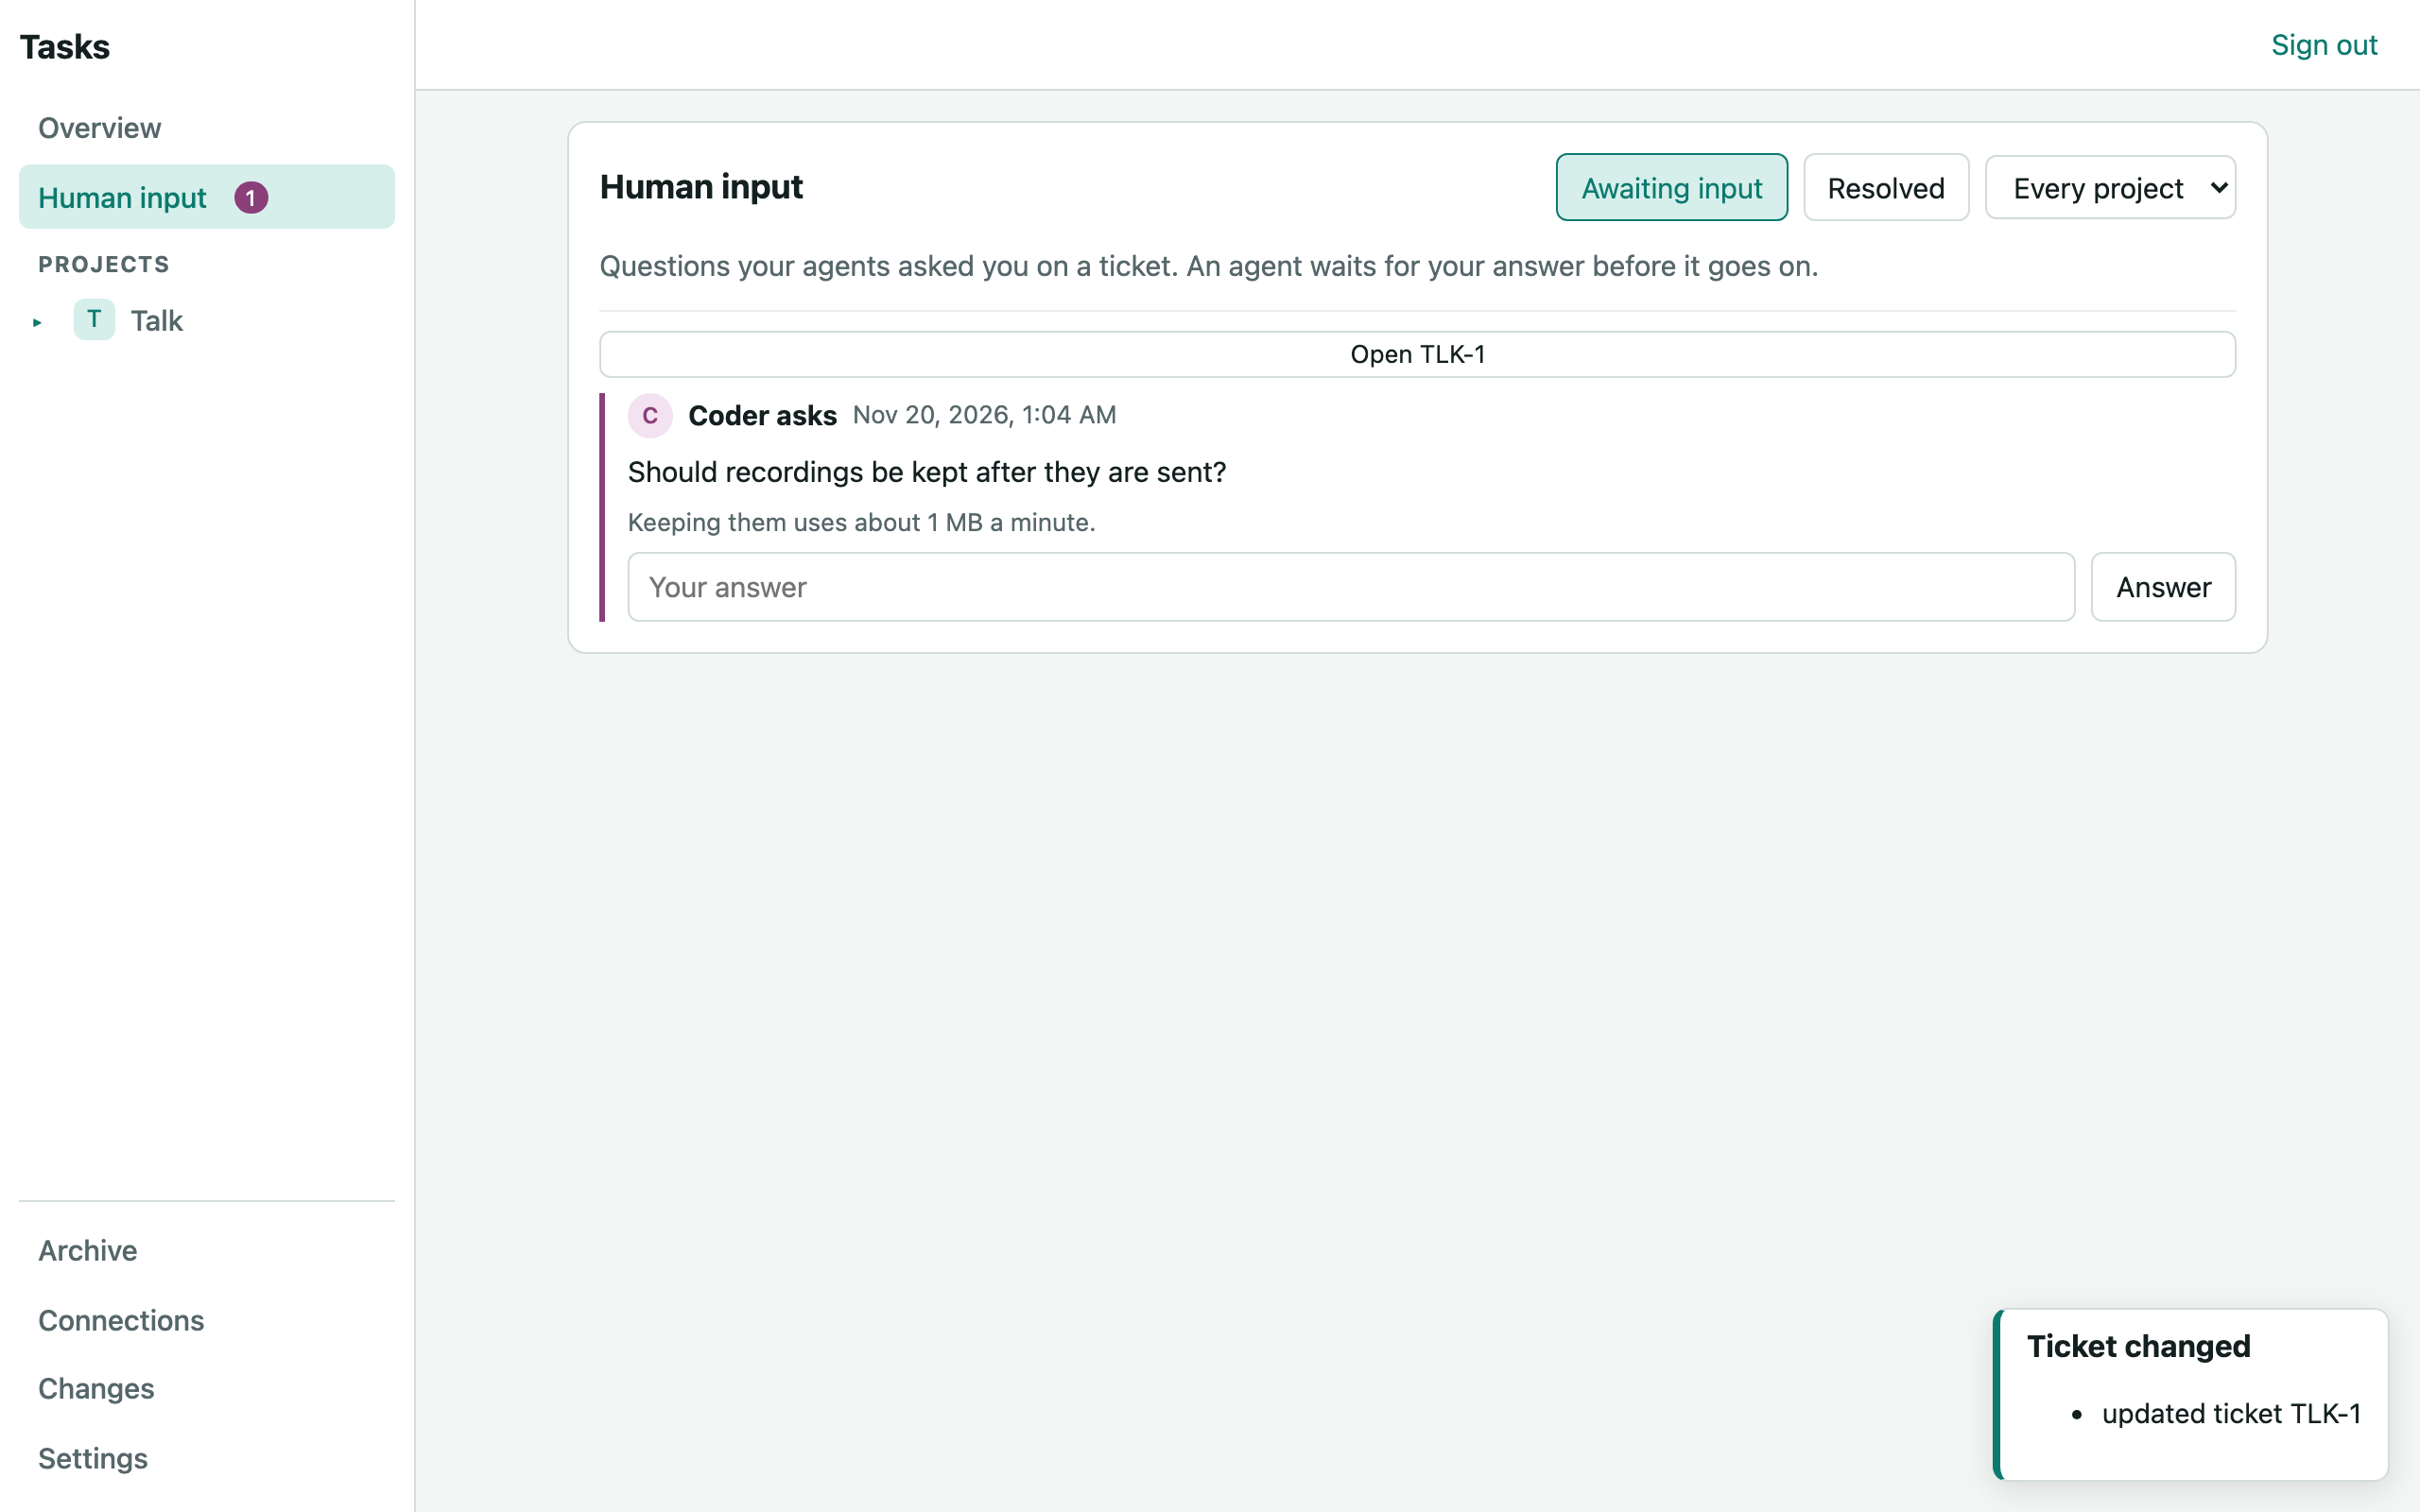 Tasks
Sign out
Overview
Human input 1
PROJECTS
▸ T Talk
Human input
Awaiting input
Resolved
Every project
Questions your agents asked you on a ticket. An agent waits for your answer before it goes on.
Open TLK-1
C Coder asks Nov 20, 2026, 1:04 AM
Should recordings be kept after they are sent?
Keeping them uses about 1 MB a minute.
Your answer
Answer
Archive
Connections
Changes
Settings
Ticket changed
• updated ticket TLK-1